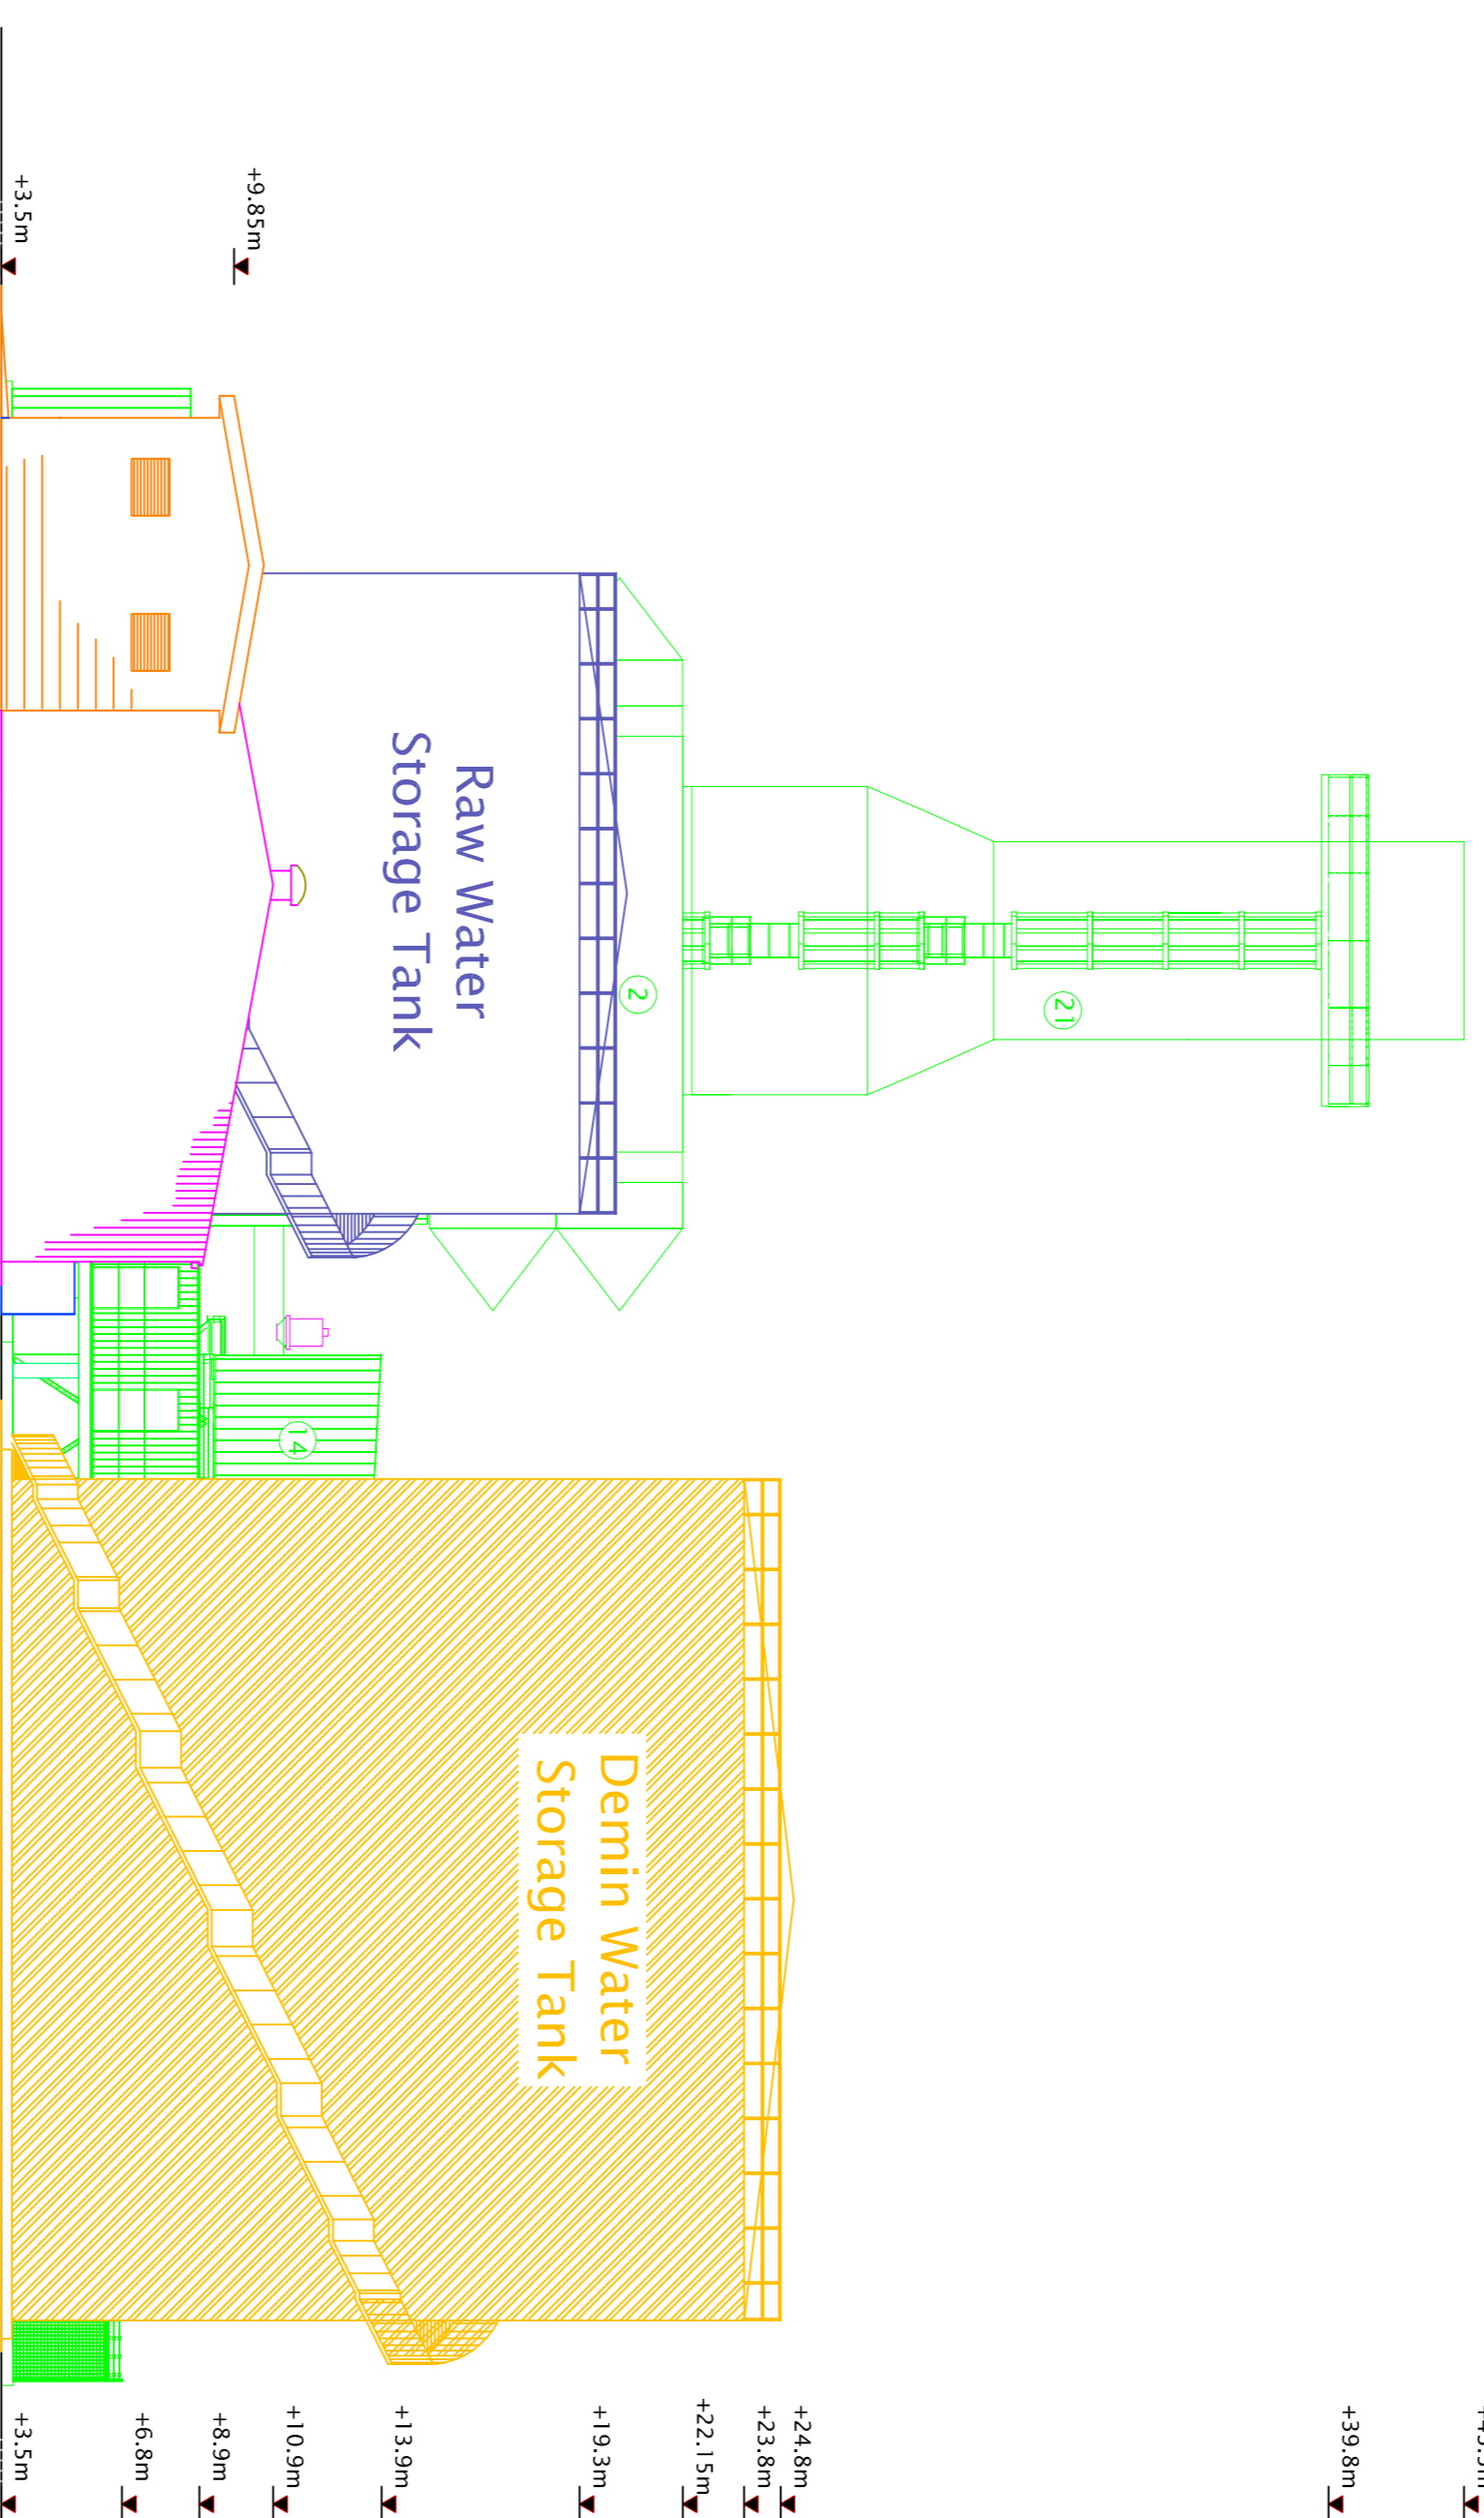 +9.85m
+3.5m
21
2
Raw Water
Storage Tank
14
Demin Water
Storage Tank
+39.8m
+24.8m
+23.8m
+22.15m
+19.3m
+13.9m
+10.9m
+8.9m
+6.8m
+3.5m